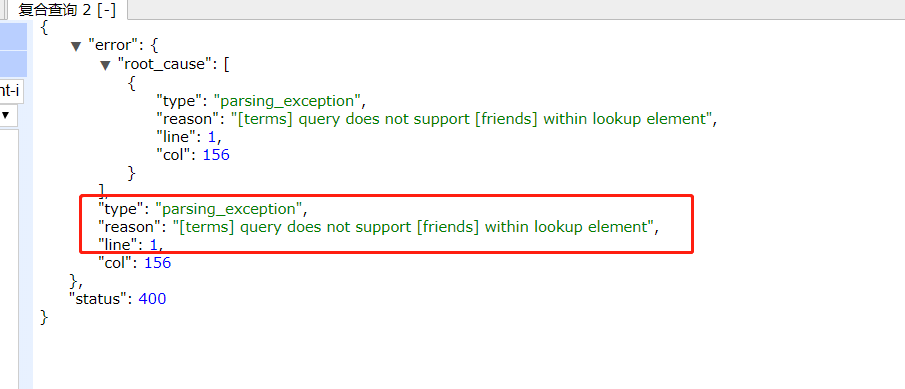 复合查询 2 [-]
{
▼ "error": {
▼ "root_cause": [
{
"type": "parsing_exception",
"reason": "[terms] query does not support [friends] within lookup element",
"line": 1,
"col": 156
}
],
"type": "parsing_exception",
"reason": "[terms] query does not support [friends] within lookup element",
"line": 1,
"col": 156
},
"status": 400
}
nt-i
▼